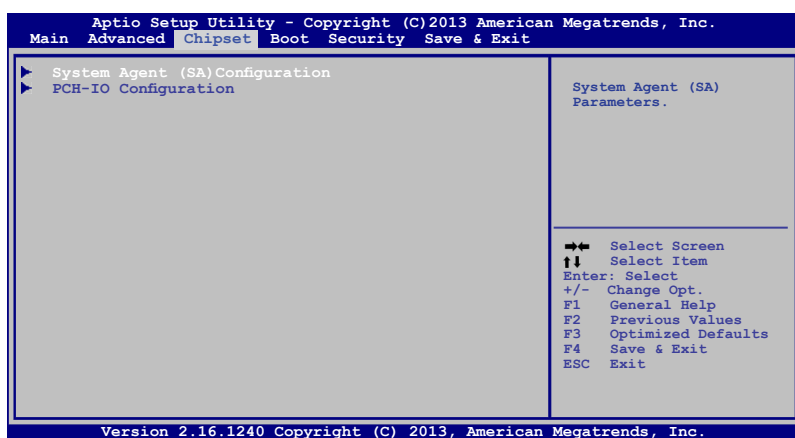 Aptio Setup Utility - Copyright (C)2013 American Megatrends, Inc.
Main Advanced Chipset Boot Security Save & Exit
System Agent (SA)Configuration
PCH-IO Configuration
System Agent (SA)
Parameters.
Select Screen
Select Item
Enter: Select
+/- Change Opt.
F1 General Help
F2 Previous Values
F3 Optimized Defaults
F4 Save & Exit
ESC Exit
Version 2.16.1240 Copyright (C) 2013, American Megatrends, Inc.